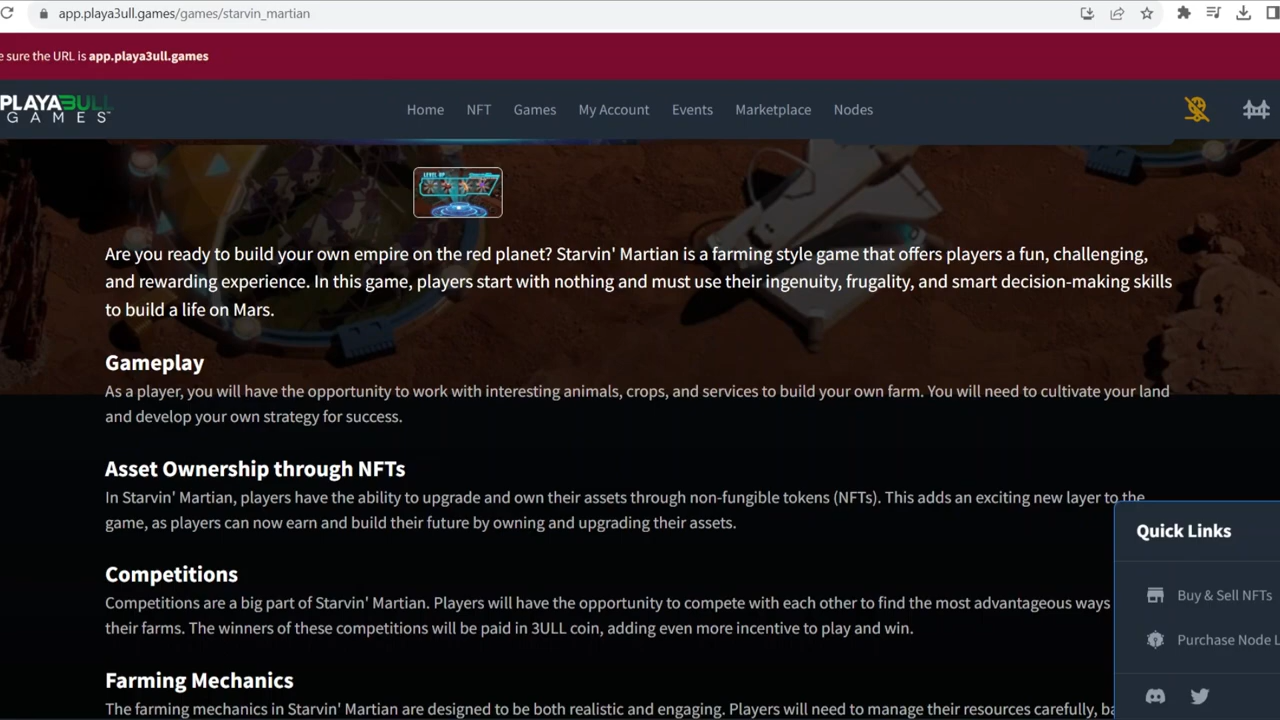 app.playa3ull.games/games/starvin_martian
e sure the URL is app.playa3ull.games
PLAYA3ULL
GAMES
Home NFT Games My Account Events Marketplace Nodes
LEVEL UP
Are you ready to build your own empire on the red planet? Starvin' Martian is a farming style game that offers players a fun, challenging,
and rewarding experience. In this game, players start with nothing and must use their ingenuity, frugality, and smart decision-making skills
to build a life on Mars.
Gameplay
As a player, you will have the opportunity to work with interesting animals, crops, and services to build your own farm. You will need to cultivate your land
and develop your own strategy for success.
Asset Ownership through NFTs
In Starvin' Martian, players have the ability to upgrade and own their assets through non-fungible tokens (NFTs). This adds an exciting new layer to the
game, as players can now earn and build their future by owning and upgrading their assets.
Competitions
Competitions are a big part of Starvin' Martian. Players will have the opportunity to compete with each other to find the most advantageous ways
their farms. The winners of these competitions will be paid in 3ULL coin, adding even more incentive to play and win.
Farming Mechanics
The farming mechanics in Starvin' Martian are designed to be both realistic and engaging. Players will need to manage their resources carefully, ba
Quick Links
Buy & Sell NFTs
Purchase Node L